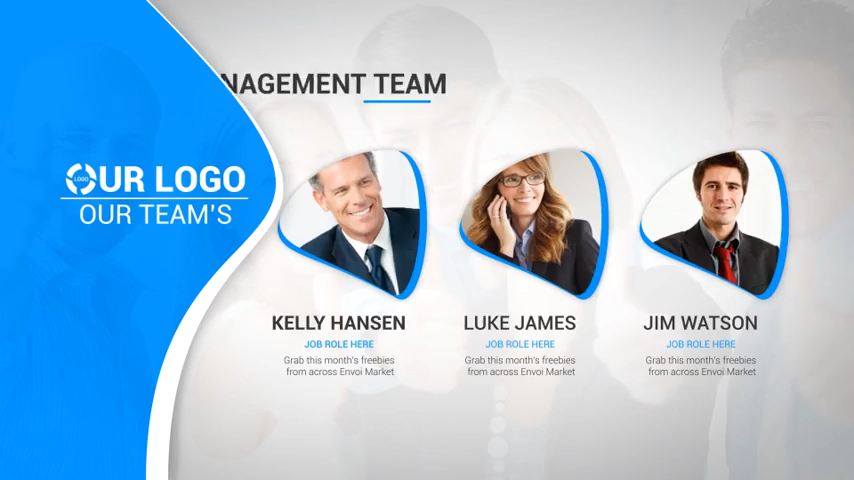 NAGEMENT TEAM
LOGO
OUR LOGO
OUR TEAM'S
KELLY HANSEN
JOB ROLE HERE
Grab this month's freebies
from across Envoi Market
LUKE JAMES
JOB ROLE HERE
Grab this month's freebies
from across Envoi Market
JIM WATSON
JOB ROLE HERE
Grab this month's freebies
from across Envoi Market